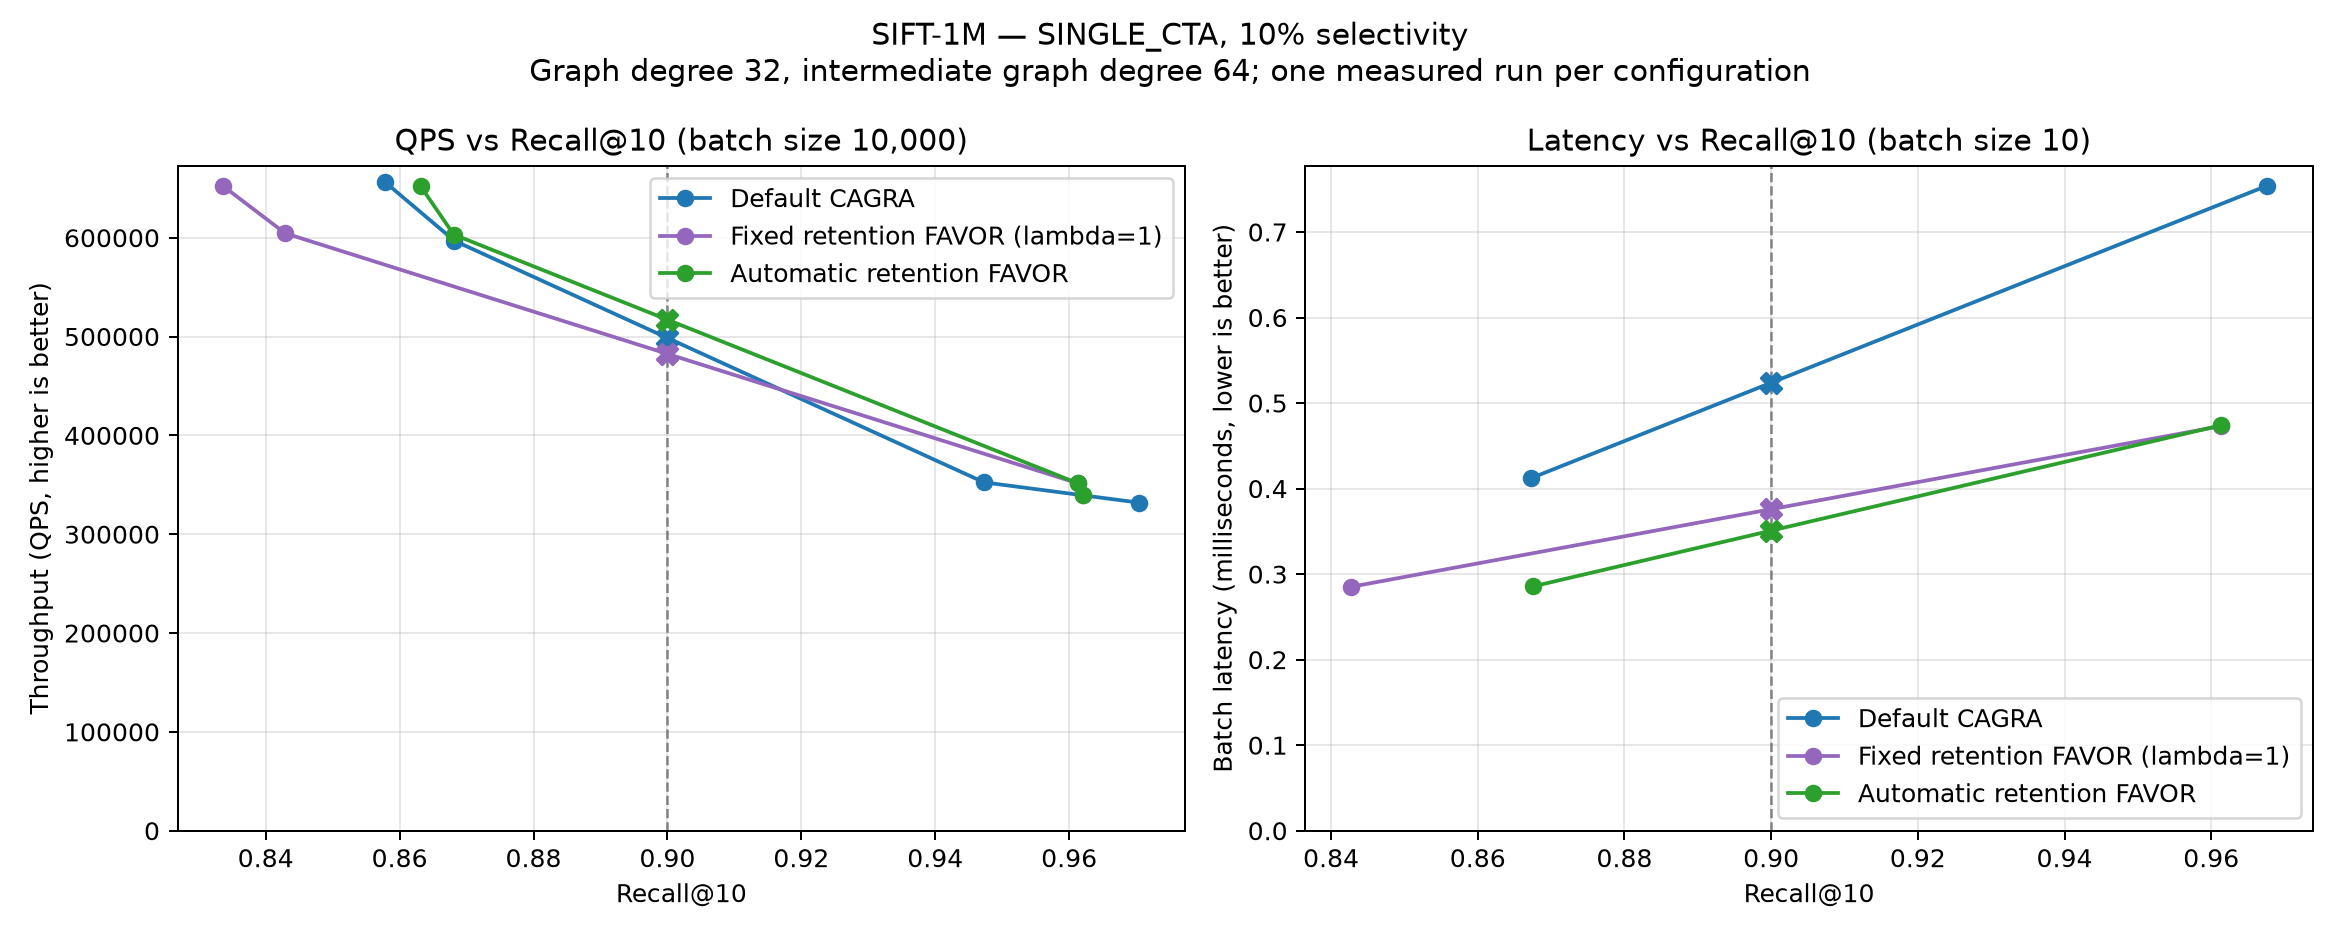 SIFT-1M — SINGLE_CTA, 10% selectivity
Graph degree 32, intermediate graph degree 64; one measured run per configuration
QPS vs Recall@10 (batch size 10,000)
Throughput (QPS, higher is better)
600000
500000
400000
300000
200000
100000
0
Default CAGRA
Fixed retention FAVOR (lambda=1)
Automatic retention FAVOR
0.84 0.86 0.88 0.90 0.92 0.94 0.96
Recall@10
Latency vs Recall@10 (batch size 10)
Batch latency (milliseconds, lower is better)
0.7
0.6
0.5
0.4
0.3
0.2
0.1
0.0
Default CAGRA
Fixed retention FAVOR (lambda=1)
Automatic retention FAVOR
0.84 0.86 0.88 0.90 0.92 0.94 0.96
Recall@10